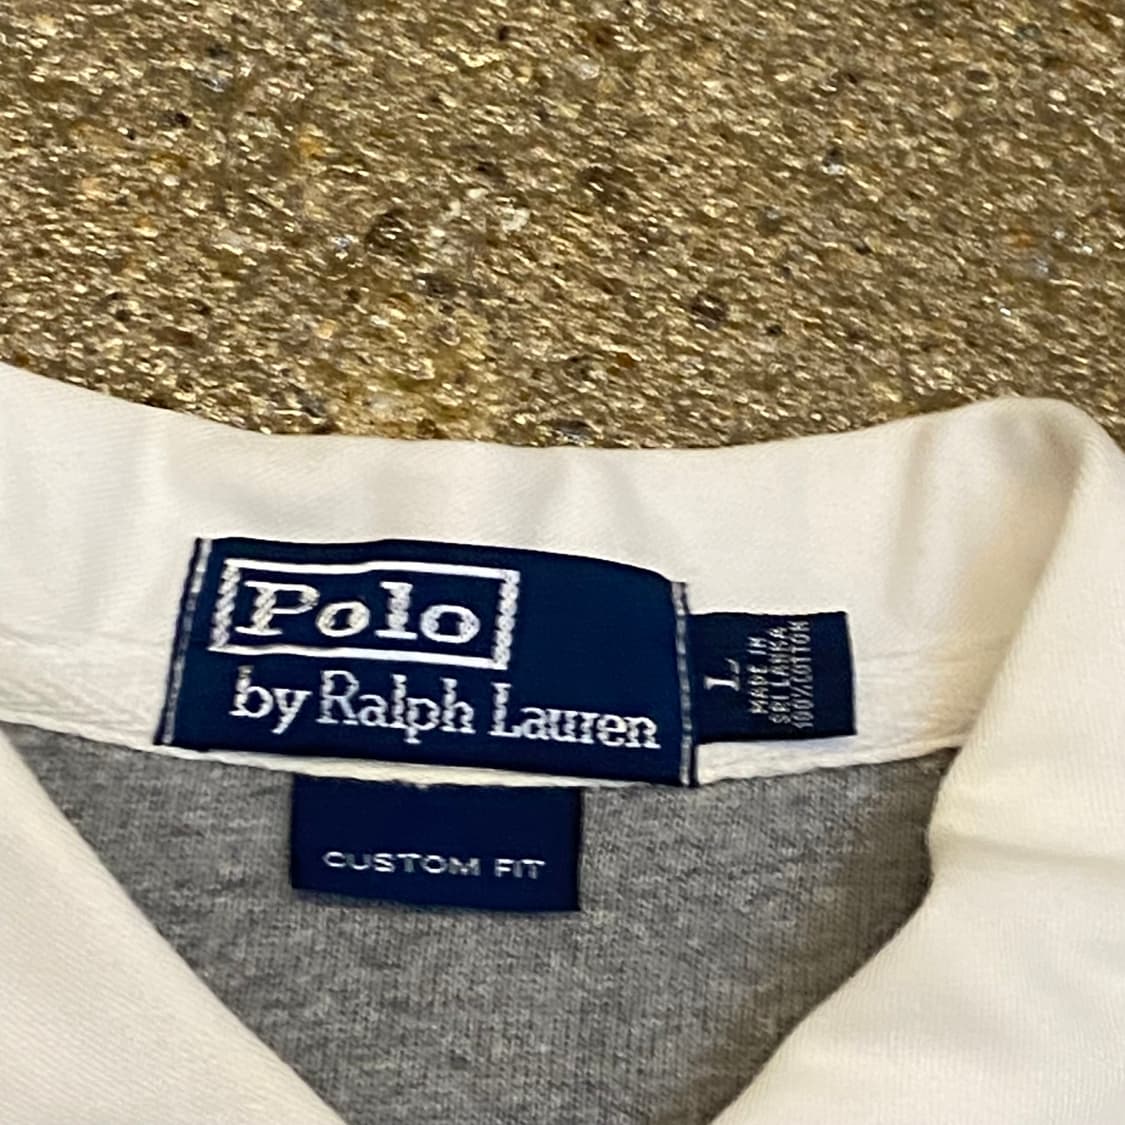 Polo
by Ralph Lauren
L
MADE IN
SRI LANKA
100%COTTON
CUSTOM FIT